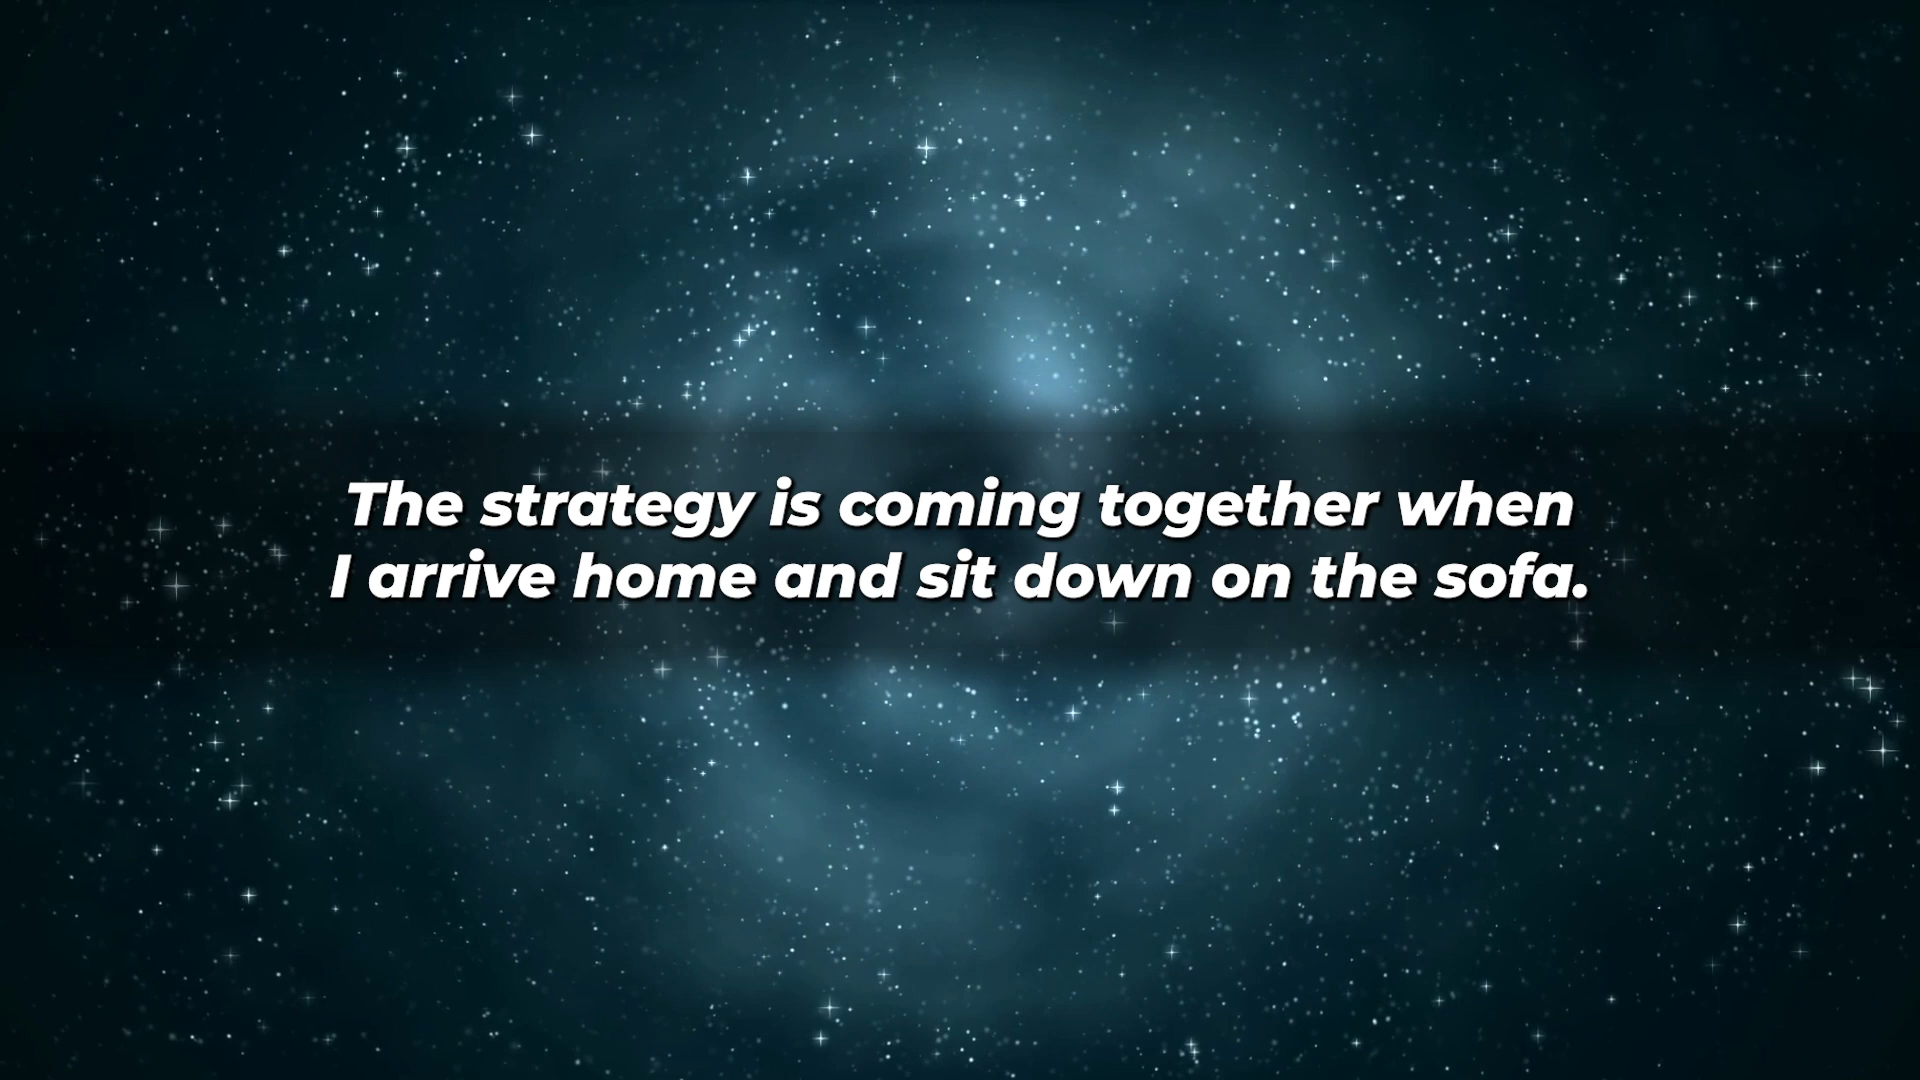 The strategy is coming together when
I arrive home and sit down on the sofa.